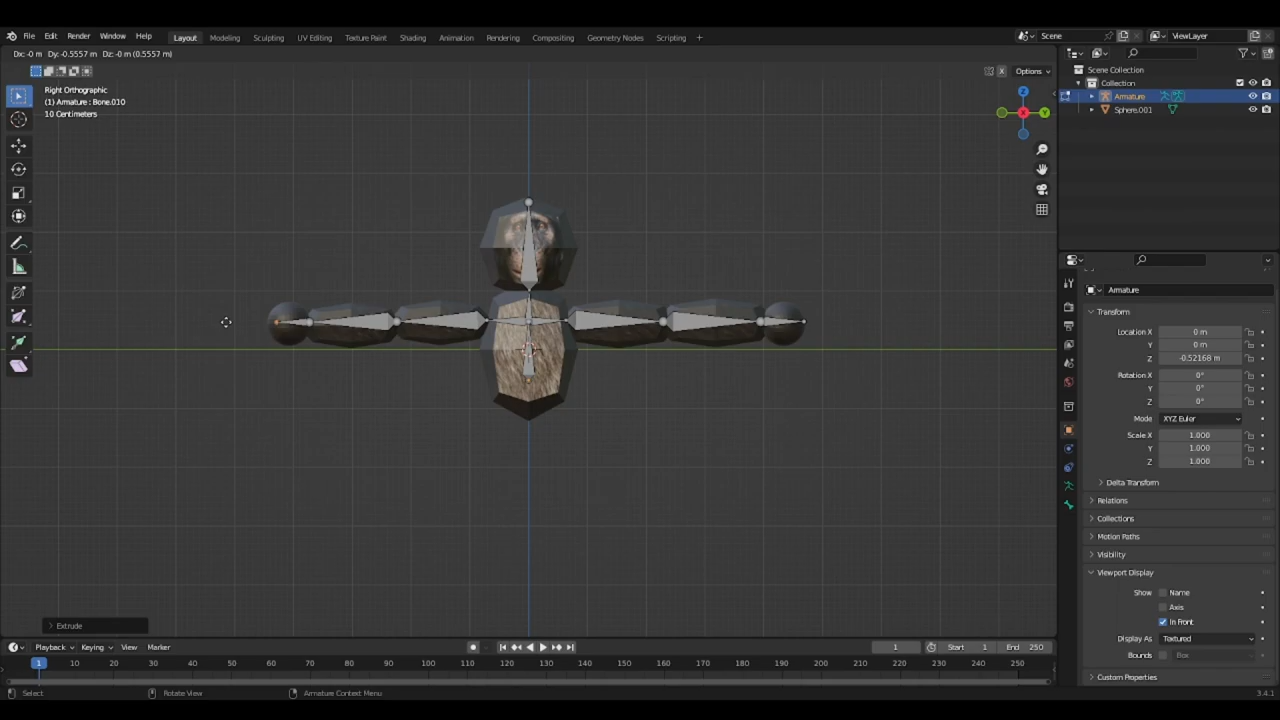 File Edit Render Window Help Layout Modeling Sculpting UV Editing Texture Paint Shading Animation Rendering Compositing Geometry Nodes Scripting + Scene ViewLayer
Dx: -0 m Dy: -0.5557 m Dz: -0 m (0.5557 m)
Scene Collection
X Options
Collection
Right Orthographic
(1) Armature : Bone.010
10 Centimeters
Armature
Sphere.001
Z
Y
X
Armature
Transform
Location X 0 m
Y 0 m
Z -0.52168 m
Rotation X 0°
Y 0°
Z 0°
Mode XYZ Euler
Scale X 1.000
Y 1.000
Z 1.000
Delta Transform
Relations
Collections
Motion Paths
Visibility
Viewport Display
Show Name
Axis
In Front
Display As Textured
Bounds Box
Custom Properties
Extrude
Playback Keying View Marker 1 Start 1 End 250
1 10 20 30 40 50 60 70 80 90 100 110 120 130 140 150 160 170 180 190 200 210 220 230 240 250
Select Rotate View Armature Context Menu 3.4.1